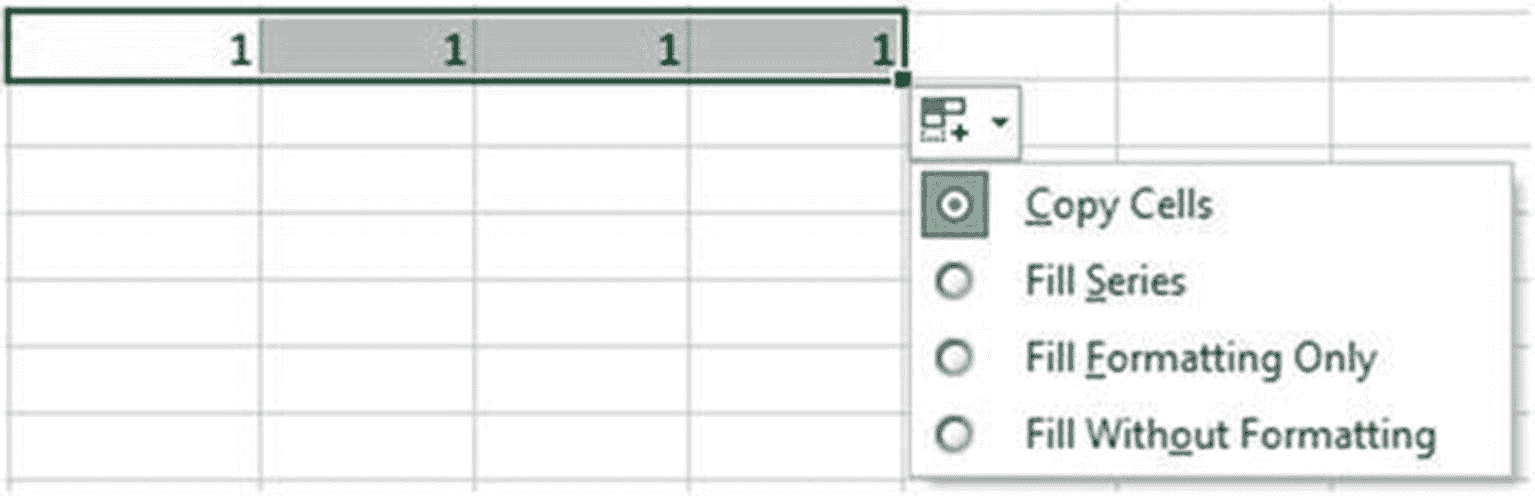 1 1 1 1
Copy Cells
Fill Series
Fill Formatting Only
Fill Without Formatting